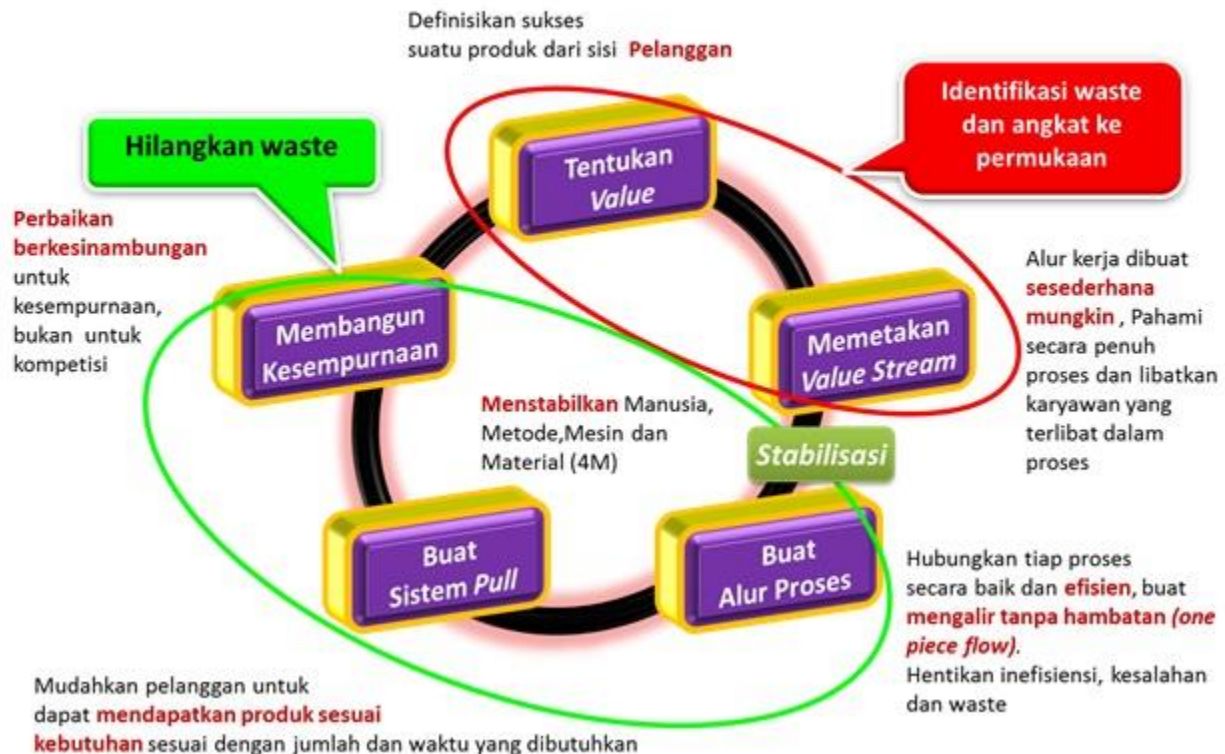 Definisikan sukses
suatu produk dari sisi Pelanggan
Identifikasi waste
dan angkat ke
permukaan
Hilangkan waste
Tentukan
Value
Perbaikan
berkesinambungan
untuk
kesempurnaan,
bukan untuk
kompetisi
Membangun
Kesempurnaan
Memetakan
Value Stream
Alur kerja dibuat
sesederhana
mungkin , Pahami
secara penuh
proses dan libatkan
karyawan yang
terlibat dalam
proses
Menstabilkan Manusia,
Metode,Mesin dan
Material (4M)
Stabilisasi
Buat
Sistem Pull
Buat
Alur Proses
Hubungkan tiap proses
secara baik dan efisien, buat
mengalir tanpa hambatan (one
piece flow).
Hentikan inefisiensi, kesalahan
dan waste
Mudahkan pelanggan untuk
dapat mendapatkan produk sesuai
kebutuhan sesuai dengan jumlah dan waktu yang dibutuhkan